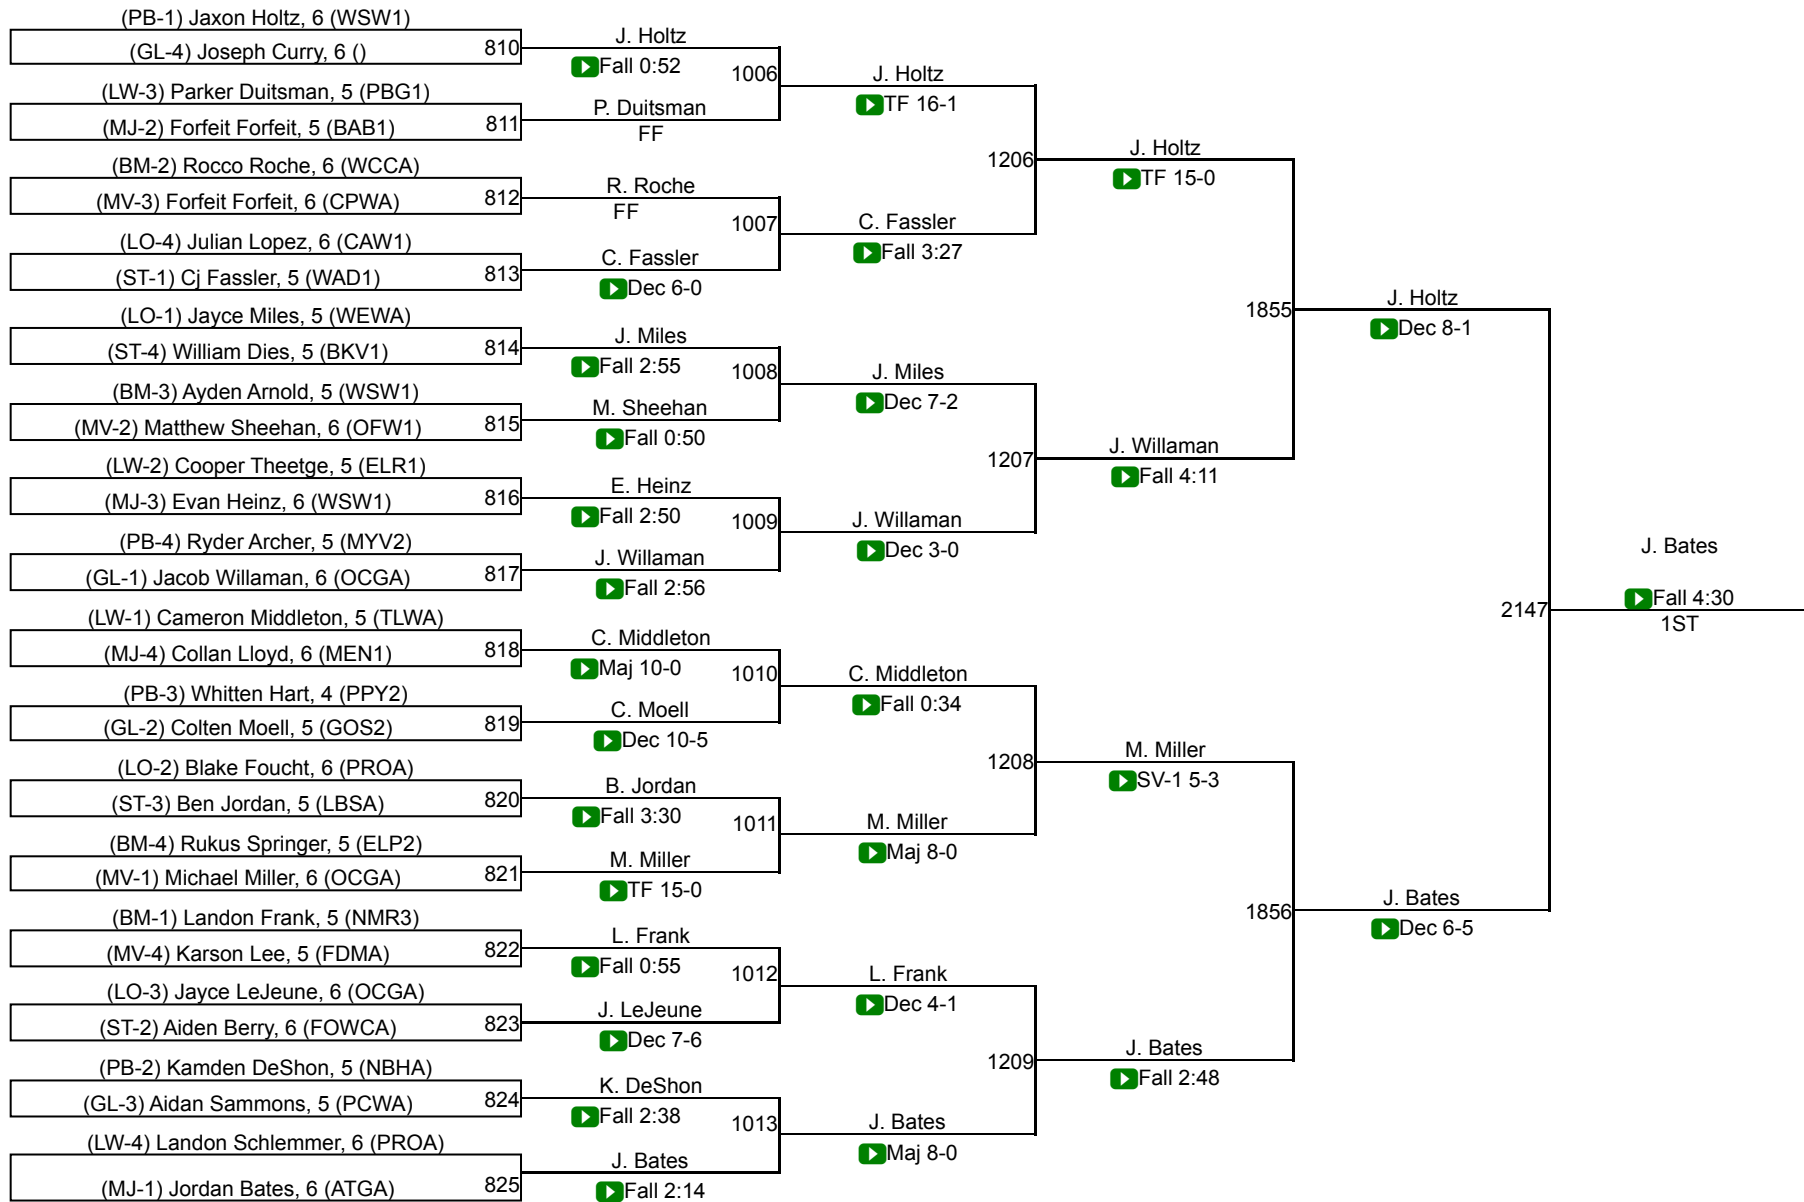 (PB-1) Jaxon Holtz, 6 (WSW1)
(GL-4) Joseph Curry, 6 ()
810
(LW-3) Parker Duitsman, 5 (PBG1)
(MJ-2) Forfeit Forfeit, 5 (BAB1)
811
(BM-2) Rocco Roche, 6 (WCCA)
(MV-3) Forfeit Forfeit, 6 (CPWA)
812
(LO-4) Julian Lopez, 6 (CAW1)
(ST-1) Cj Fassler, 5 (WAD1)
813
(LO-1) Jayce Miles, 5 (WEWA)
(ST-4) William Dies, 5 (BKV1)
814
(BM-3) Ayden Arnold, 5 (WSW1)
(MV-2) Matthew Sheehan, 6 (OFW1)
815
(LW-2) Cooper Theetge, 5 (ELR1)
(MJ-3) Evan Heinz, 6 (WSW1)
816
(PB-4) Ryder Archer, 5 (MYV2)
(GL-1) Jacob Willaman, 6 (OCGA)
817
(LW-1) Cameron Middleton, 5 (TLWA)
(MJ-4) Collan Lloyd, 6 (MEN1)
818
(PB-3) Whitten Hart, 4 (PPY2)
(GL-2) Colten Moell, 5 (GOS2)
819
(LO-2) Blake Foucht, 6 (PROA)
(ST-3) Ben Jordan, 5 (LBSA)
820
(BM-4) Rukus Springer, 5 (ELP2)
(MV-1) Michael Miller, 6 (OCGA)
821
(BM-1) Landon Frank, 5 (NMR3)
(MV-4) Karson Lee, 5 (FDMA)
822
(LO-3) Jayce LeJeune, 6 (OCGA)
(ST-2) Aiden Berry, 6 (FOWCA)
823
(PB-2) Kamden DeShon, 5 (NBHA)
(GL-3) Aidan Sammons, 5 (PCWA)
824
(LW-4) Landon Schlemmer, 6 (PROA)
(MJ-1) Jordan Bates, 6 (ATGA)
825
J. Holtz
Fall 0:52
1006
P. Duitsman
FF
R. Roche
FF
1007
C. Fassler
Dec 6-0
J. Miles
Fall 2:55
1008
M. Sheehan
Fall 0:50
E. Heinz
Fall 2:50
1009
J. Willaman
Fall 2:56
C. Middleton
Maj 10-0
1010
C. Moell
Dec 10-5
B. Jordan
Fall 3:30
1011
M. Miller
TF 15-0
L. Frank
Fall 0:55
1012
J. LeJeune
Dec 7-6
K. DeShon
Fall 2:38
1013
J. Bates
Fall 2:14
J. Holtz
TF 16-1
1206
C. Fassler
Fall 3:27
J. Miles
Dec 7-2
1207
J. Willaman
Dec 3-0
C. Middleton
Fall 0:34
1208
M. Miller
Maj 8-0
L. Frank
Dec 4-1
1209
J. Bates
Maj 8-0
J. Holtz
TF 15-0
1855
J. Willaman
Fall 4:11
M. Miller
SV-1 5-3
1856
J. Bates
Fall 2:48
J. Holtz
Dec 8-1
2147
J. Bates
Dec 6-5
J. Bates
Fall 4:30
1ST